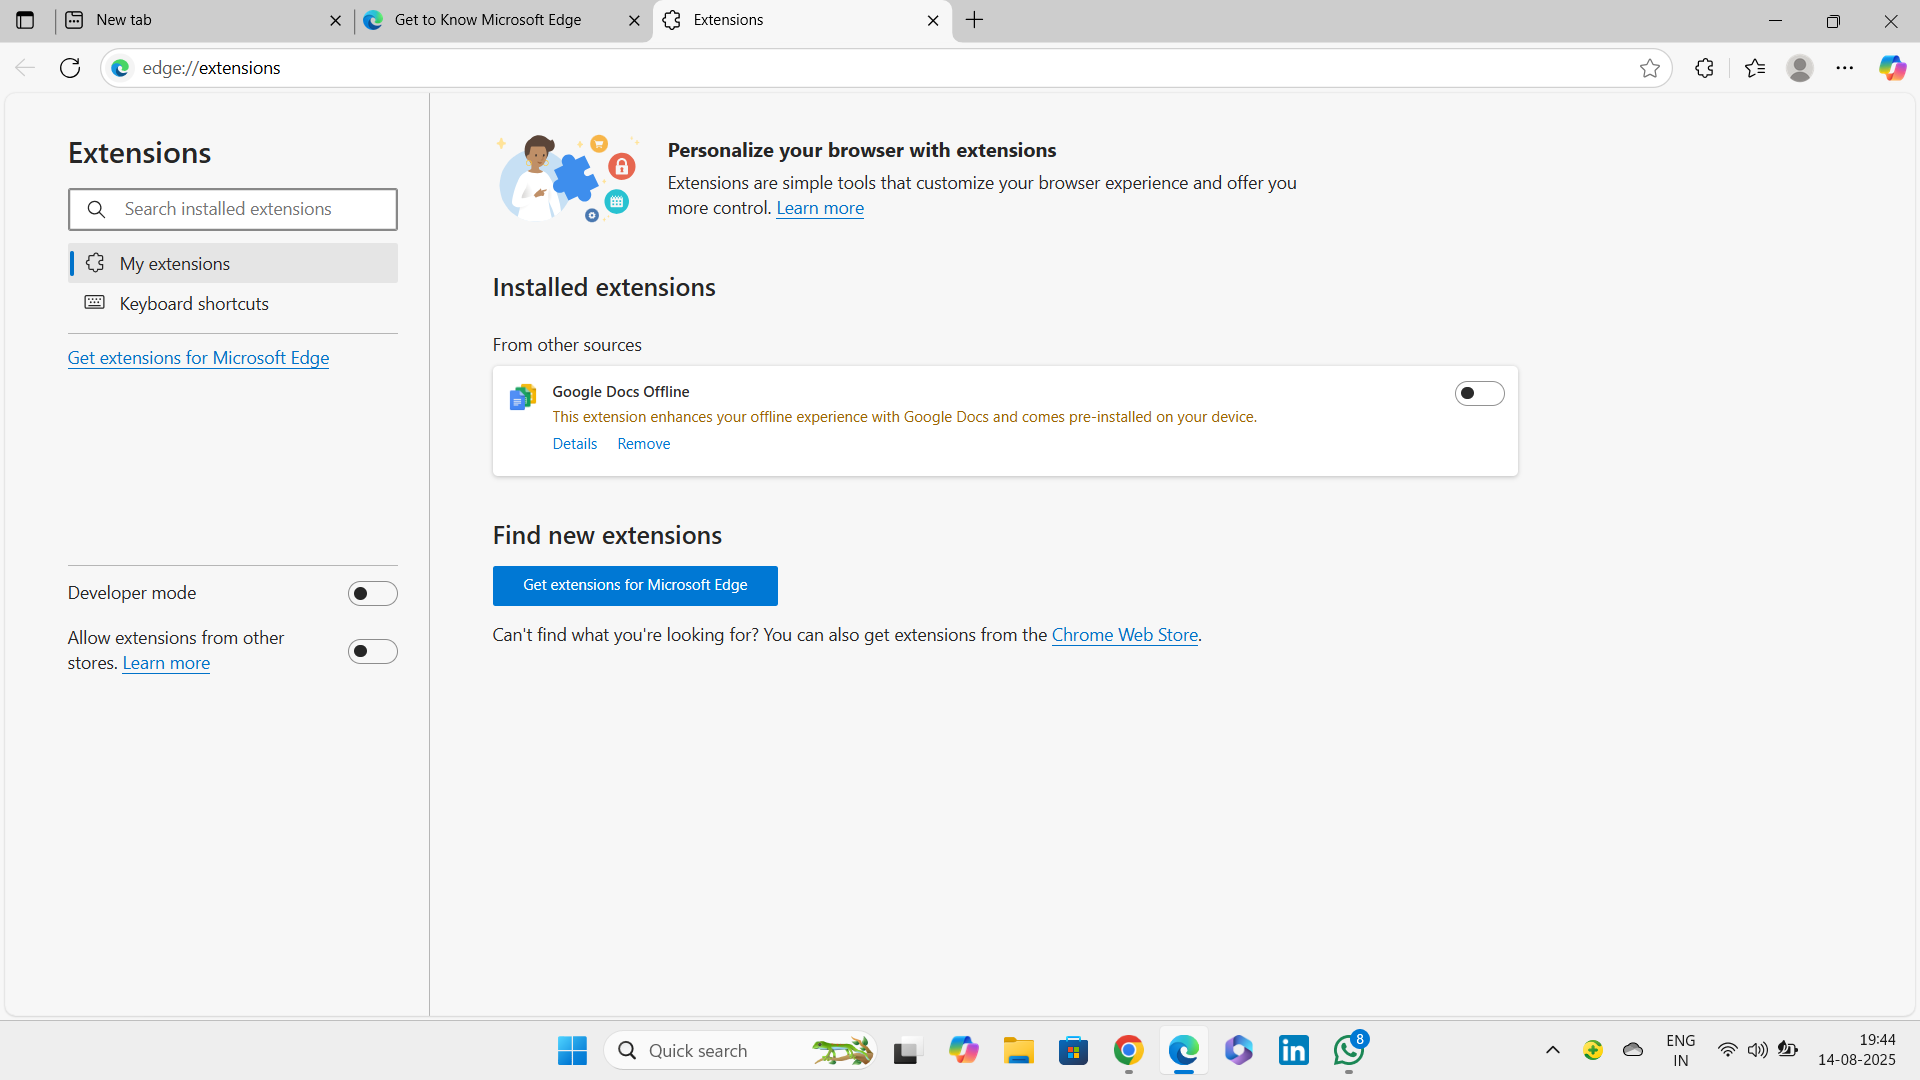 New tab
Get to Know Microsoft Edge
Extensions
edge://extensions
Extensions
Search installed extensions
My extensions
Keyboard shortcuts
Get extensions for Microsoft Edge
Developer mode
Allow extensions from other
stores. Learn more
Personalize your browser with extensions
Extensions are simple tools that customize your browser experience and offer you
more control. Learn more
Installed extensions
From other sources
Google Docs Offline
This extension enhances your offline experience with Google Docs and comes pre-installed on your device.
Details Remove
Find new extensions
Get extensions for Microsoft Edge
Can't find what you're looking for? You can also get extensions from the Chrome Web Store.
Quick search
in
8
ENG
IN
19:44
14-08-2025